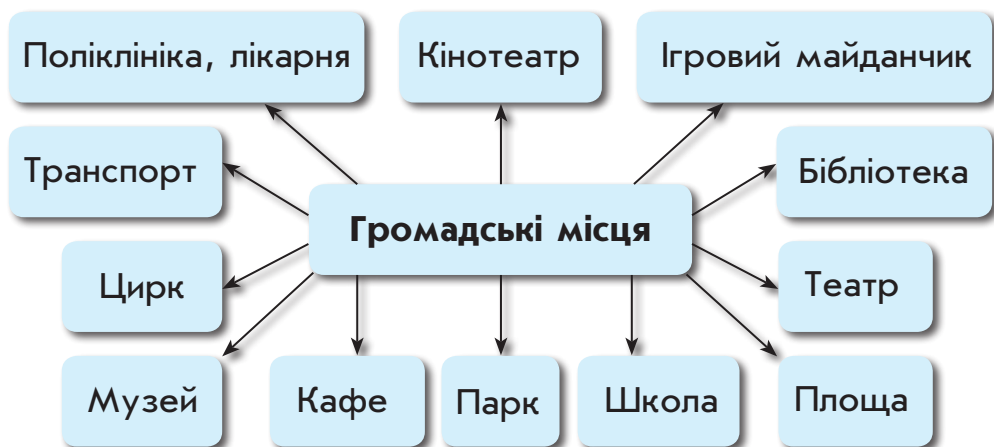 Поліклініка, лікарня
Кінотеатр
Ігровий майданчик
Транспорт
Бібліотека
Громадські місця
Цирк
Театр
Музей
Кафе
Парк
Школа
Площа